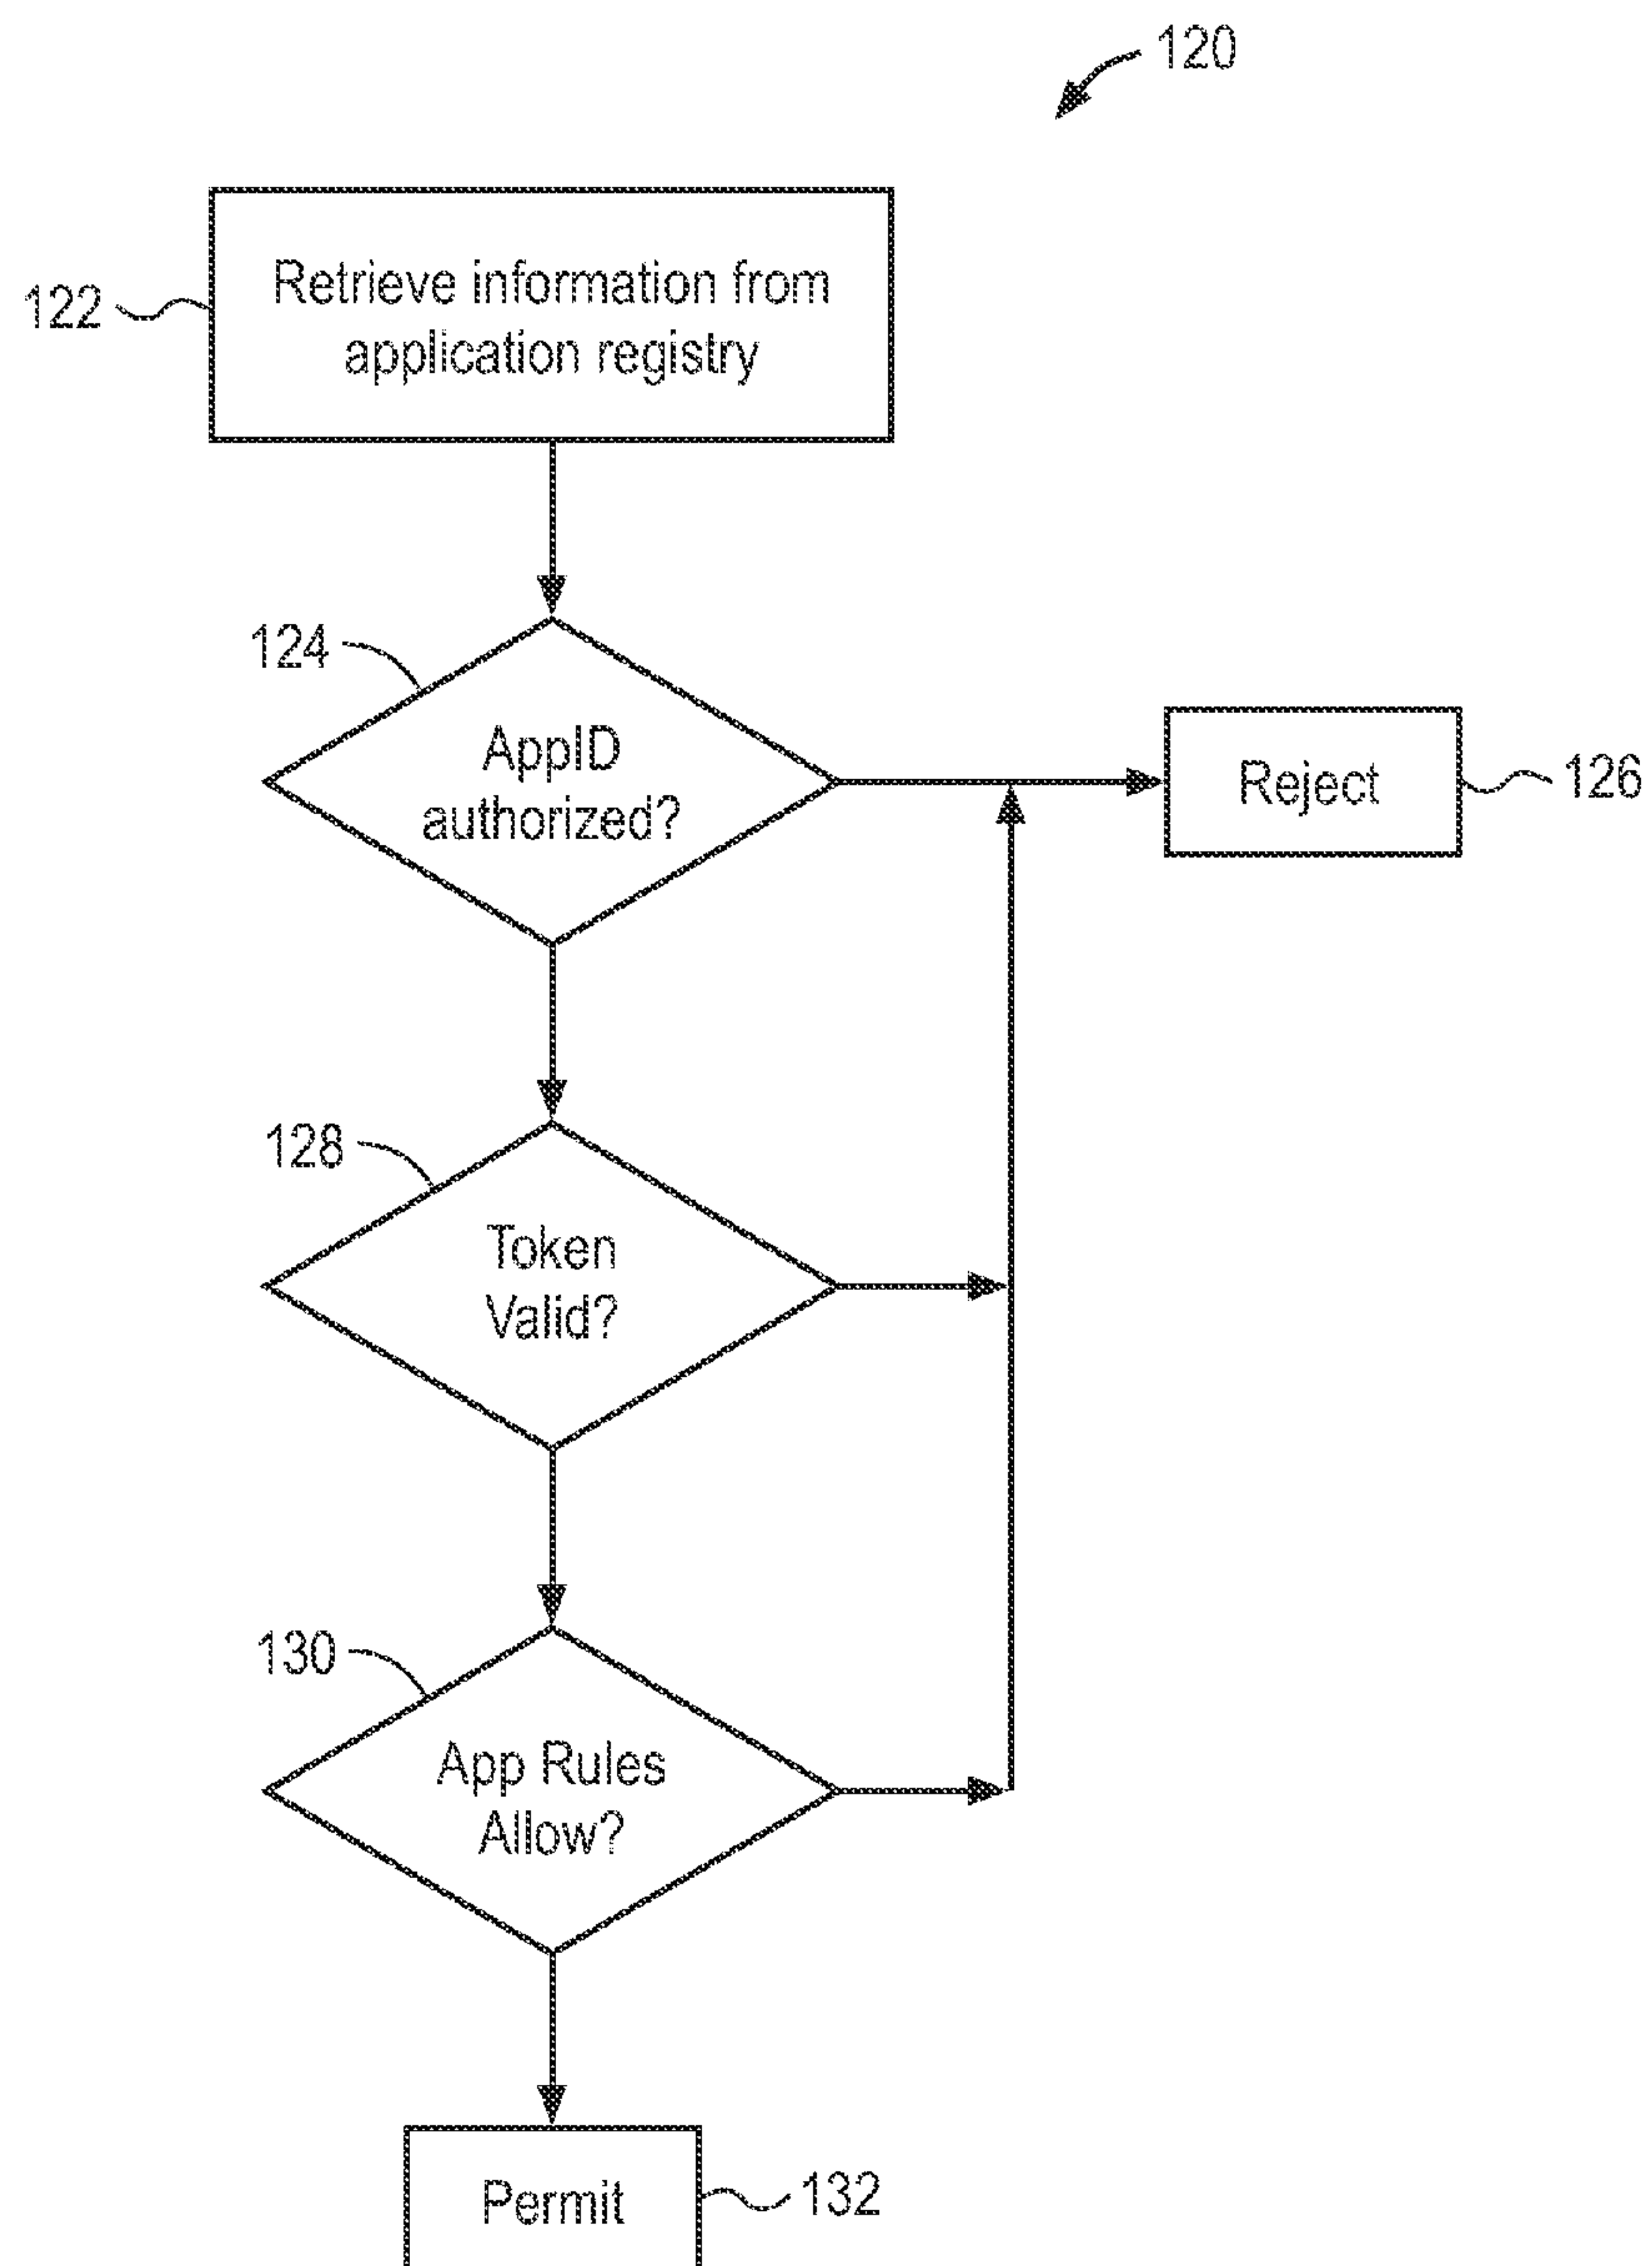 120
122
Retrieve information from
application registry
124
AppID
authorized?
Reject
126
128
Token
Valid?
130
App Rules
Allow?
Permit
132